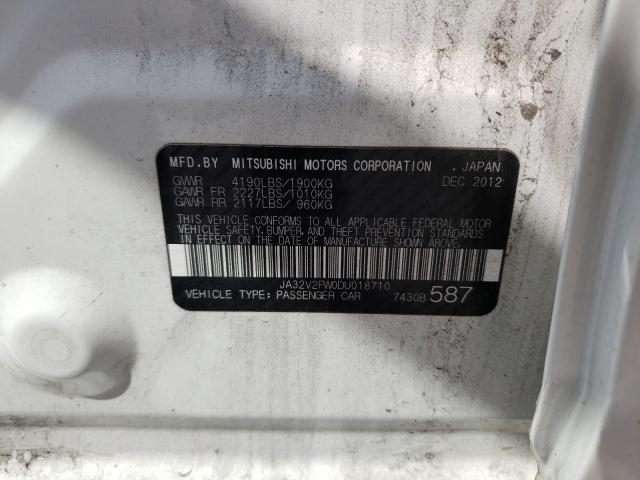 MFD.BY MITSUBISHI MOTORS CORPORATION . JAPAN
GVWR 4190LBS/1900KG DEC 2012
GAWR FR 2227LBS/1010KG
GAWR RR 2117LBS/ 960KG
THIS VEHICLE CONFORMS TO ALL APPLICABLE FEDERAL MOTOR
VEHICLE SAFETY,BUMPER,AND THEFT PREVENTION STANDARDS
IN EFFECT ON THE DATE OF MANUFACTURE SHOWN ABOVE.
JA32V2FW0DU018710
VEHICLE TYPE: PASSENGER CAR 7430B 587